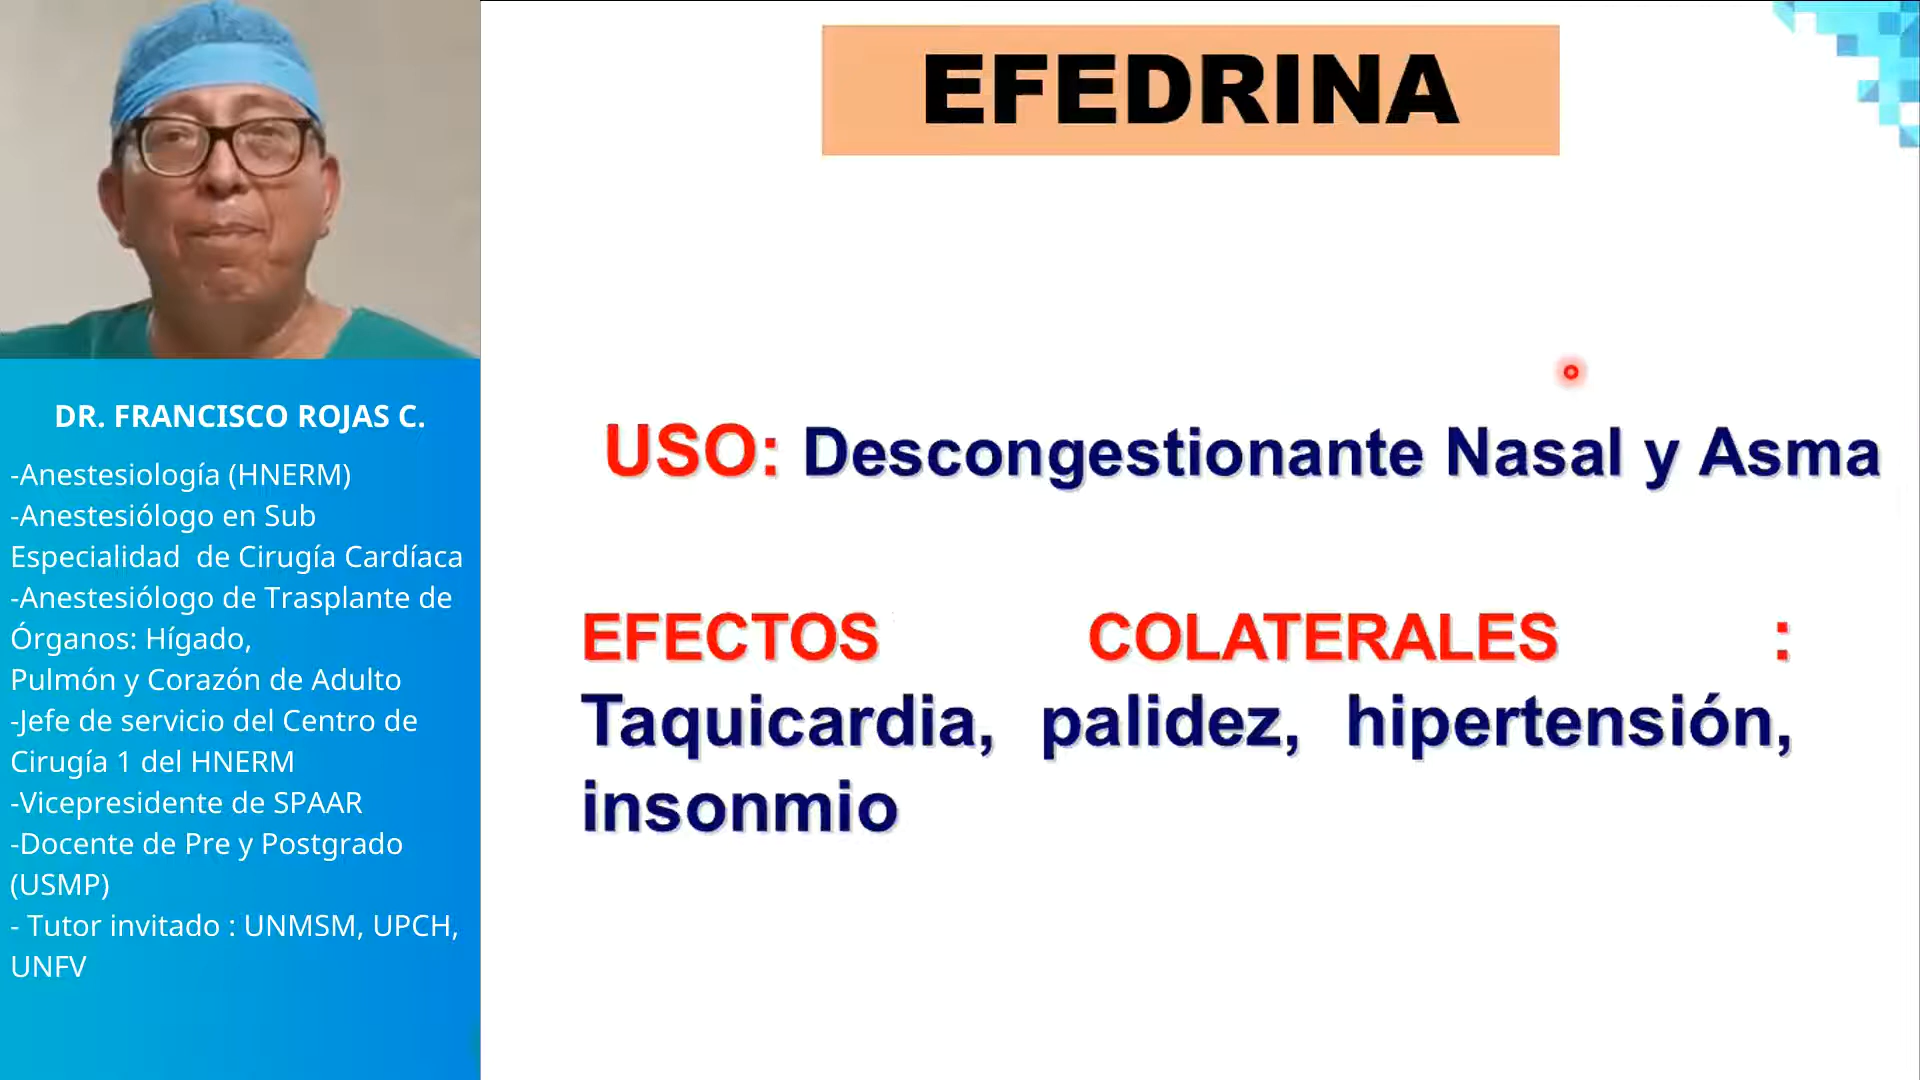 DR. FRANCISCO ROJAS C.
-Anestesiología (HNERM)
-Anestesiólogo en Sub
Especialidad  de Cirugía Cardíaca
-Anestesiólogo de Trasplante de
Órganos: Hígado,
Pulmón y Corazón de Adulto
-Jefe de servicio del Centro de
Cirugía 1 del HNERM
-Vicepresidente de SPAAR
-Docente de Pre y Postgrado
(USMP)
- Tutor invitado : UNMSM, UPCH,
UNFV
EFEDRINA
USO: Descongestionante Nasal y Asma
EFECTOS COLATERALES :
Taquicardia, palidez, hipertensión,
insonmio